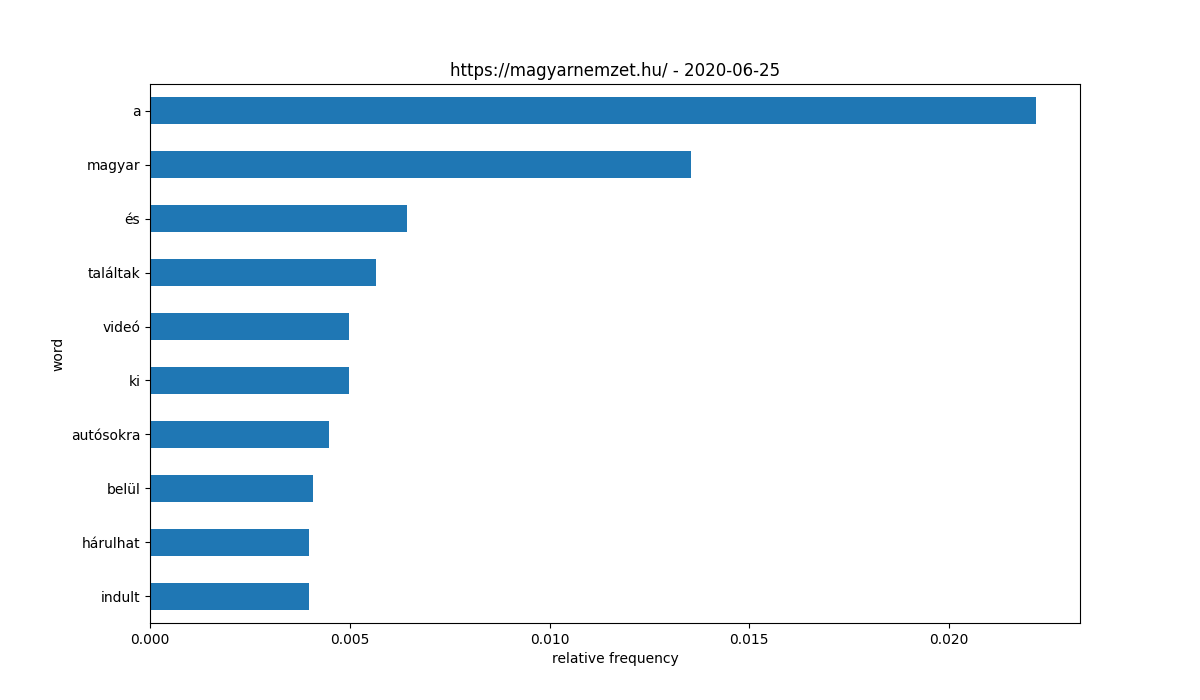 https://magyarnemzet.hu/ - 2020-06-25
a
magyar
és
találtak
videó
ki
autósokra
belül
hárulhat
indult
word
0.000 0.005 0.010 0.015 0.020
relative frequency